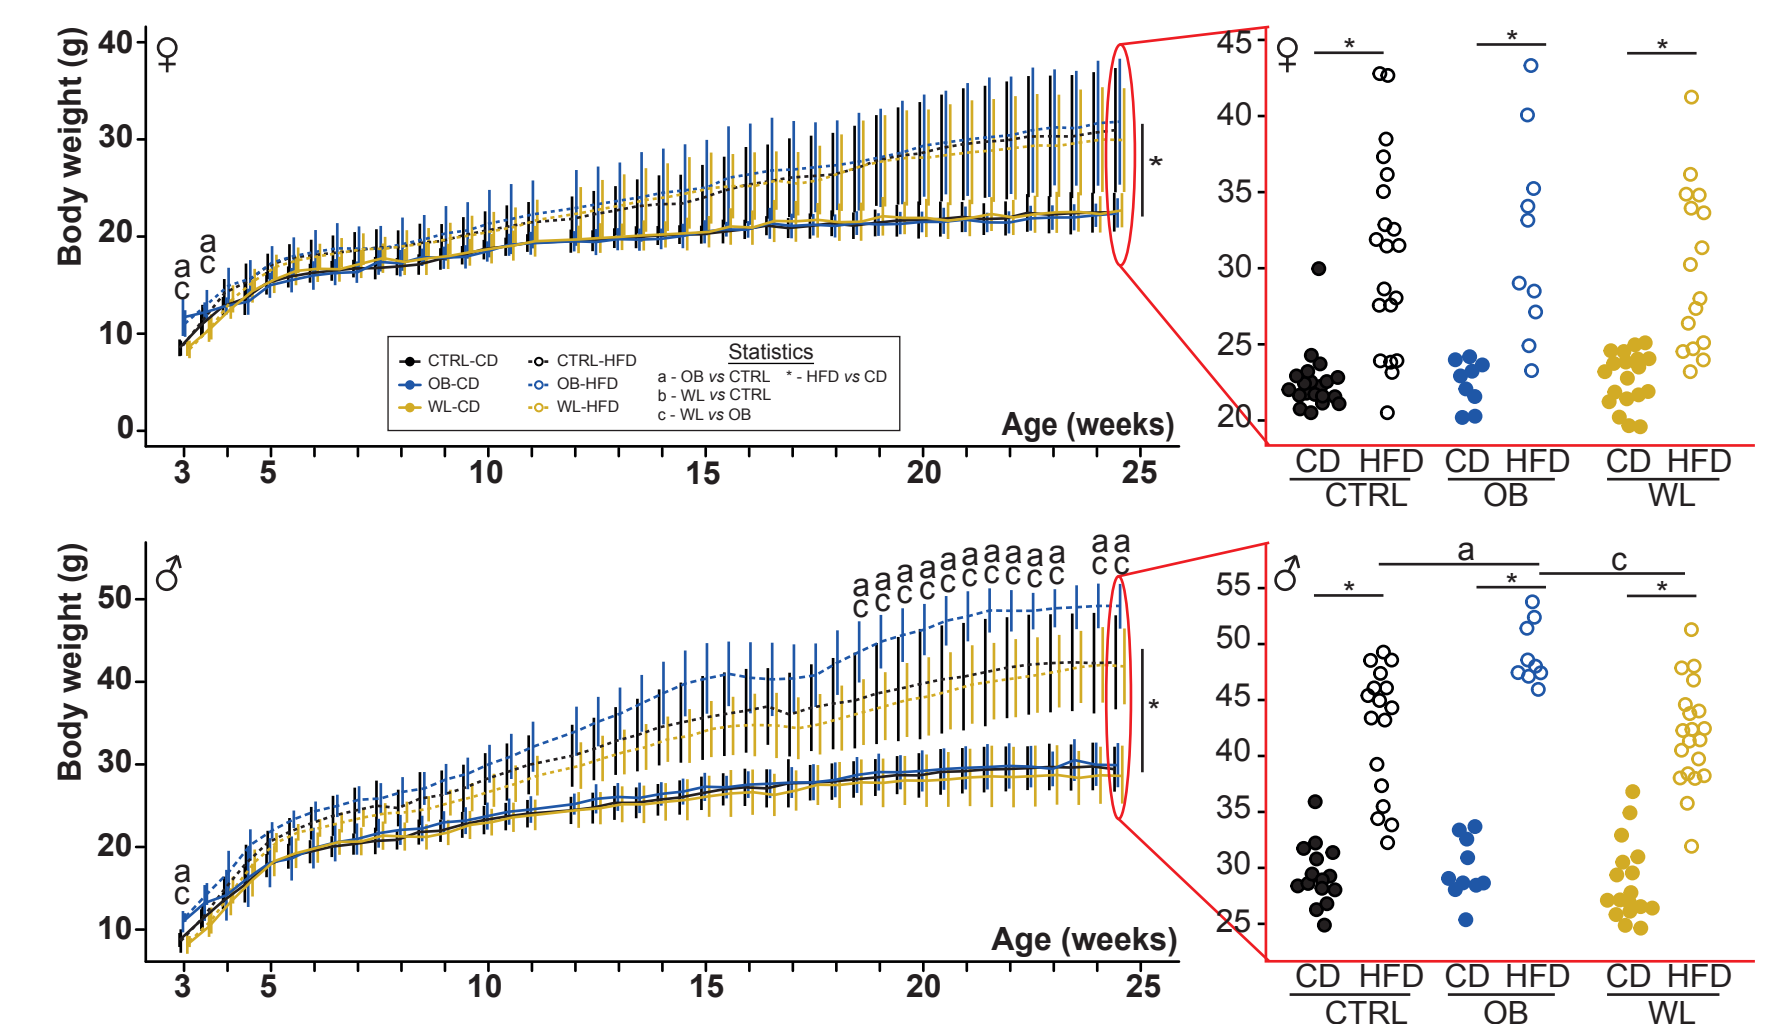 Body weight (g)
40
30
20
10
0
♀
a
c
a
c
*
CTRL-CD
CTRL-HFD
OB-CD
OB-HFD
WL-CD
WL-HFD
Statistics
a - OB vs CTRL
* - HFD vs CD
b - WL vs CTRL
c - WL vs OB
Age (weeks)
3 5 10 15 20 25
♀
45
40
35
30
25
20
* * *
CD HFD CD HFD CD HFD
CTRL OB WL
Body weight (g)
50
40
30
20
10
♂
a
c
a a a a a a a a a a a a
c c c c c c c c c c c c
*
Age (weeks)
3 5 10 15 20 25
♂
55
50
45
40
35
30
25
a c
* * *
CD HFD CD HFD CD HFD
CTRL OB WL